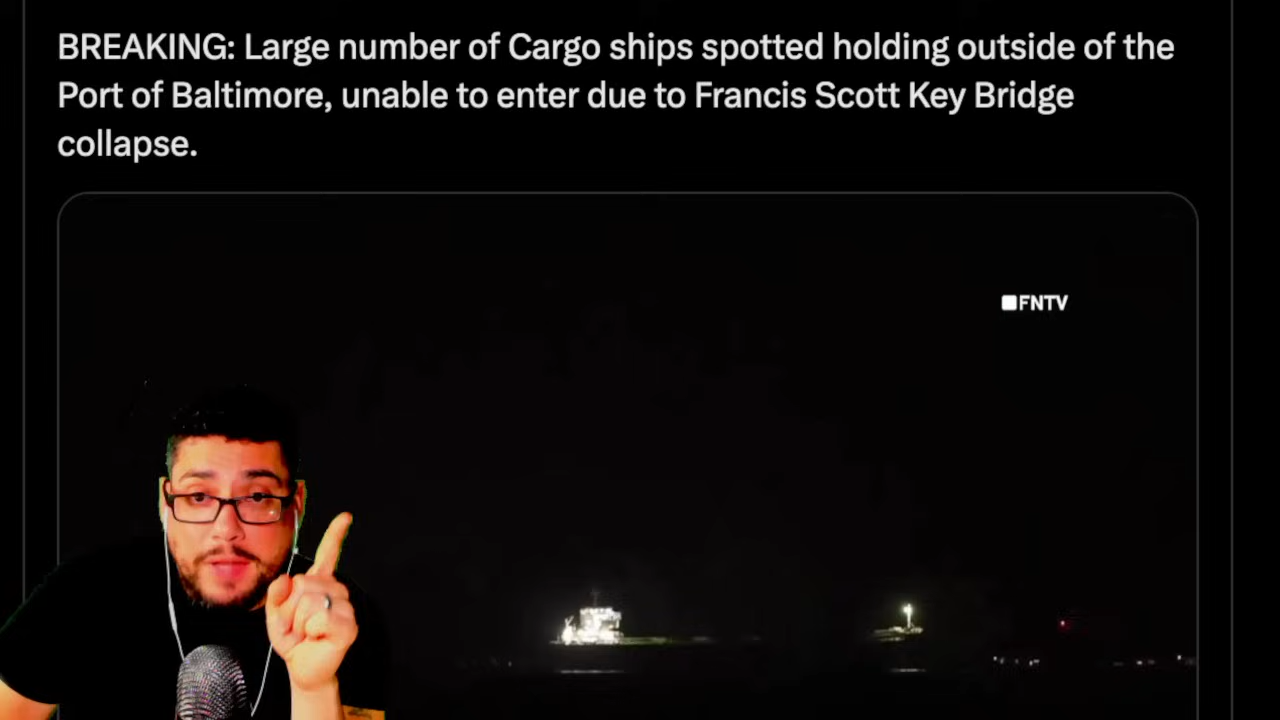 BREAKING: Large number of Cargo ships spotted holding outside of the
Port of Baltimore, unable to enter due to Francis Scott Key Bridge
collapse.
FNTV